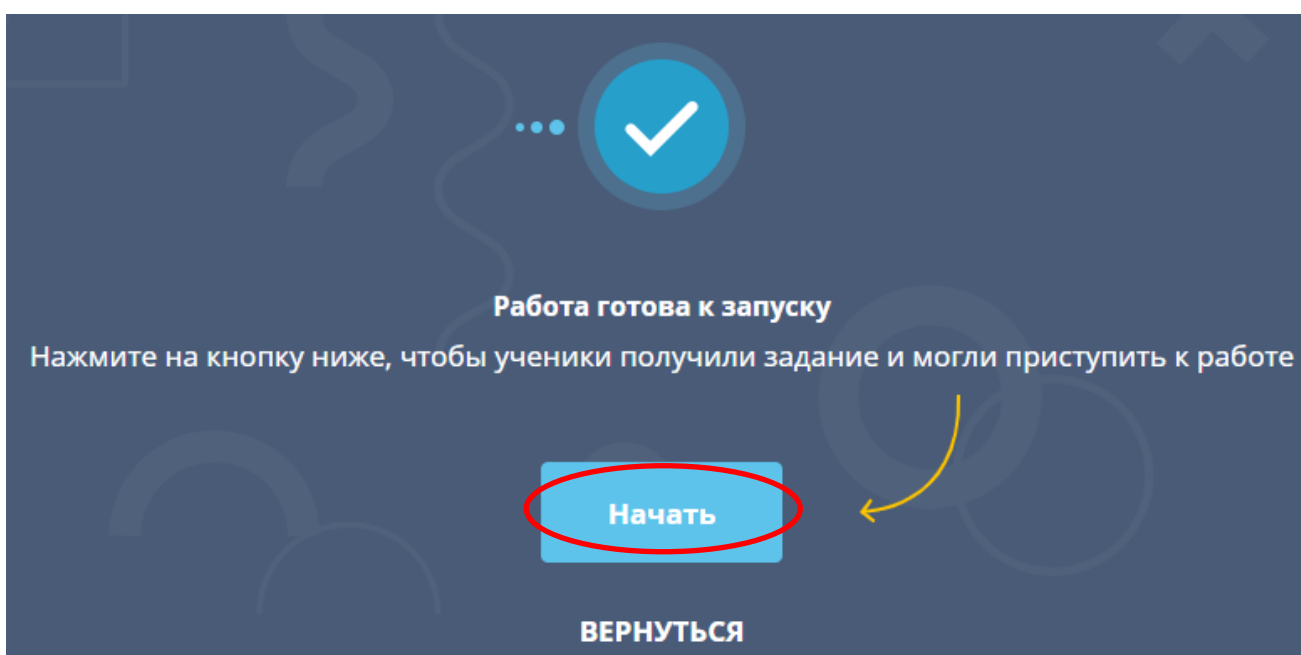 Работа готова к запуску
Нажмите на кнопку ниже, чтобы ученики получили задание и могли приступить к работе
Начать
ВЕРНУТЬСЯ